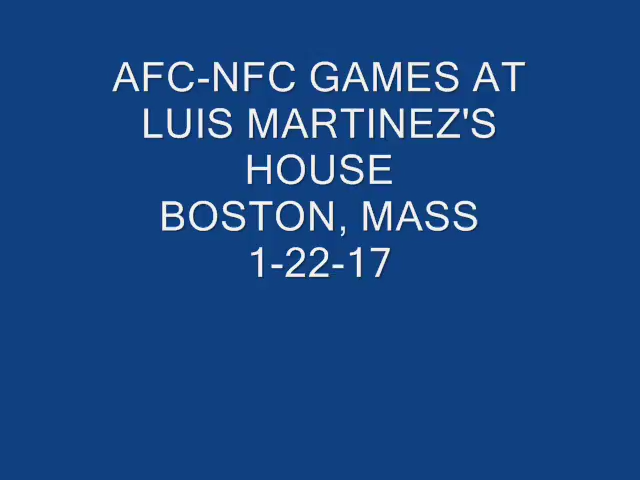 AFC-NFC GAMES AT
LUIS MARTINEZ'S
HOUSE
BOSTON, MASS
1-22-17